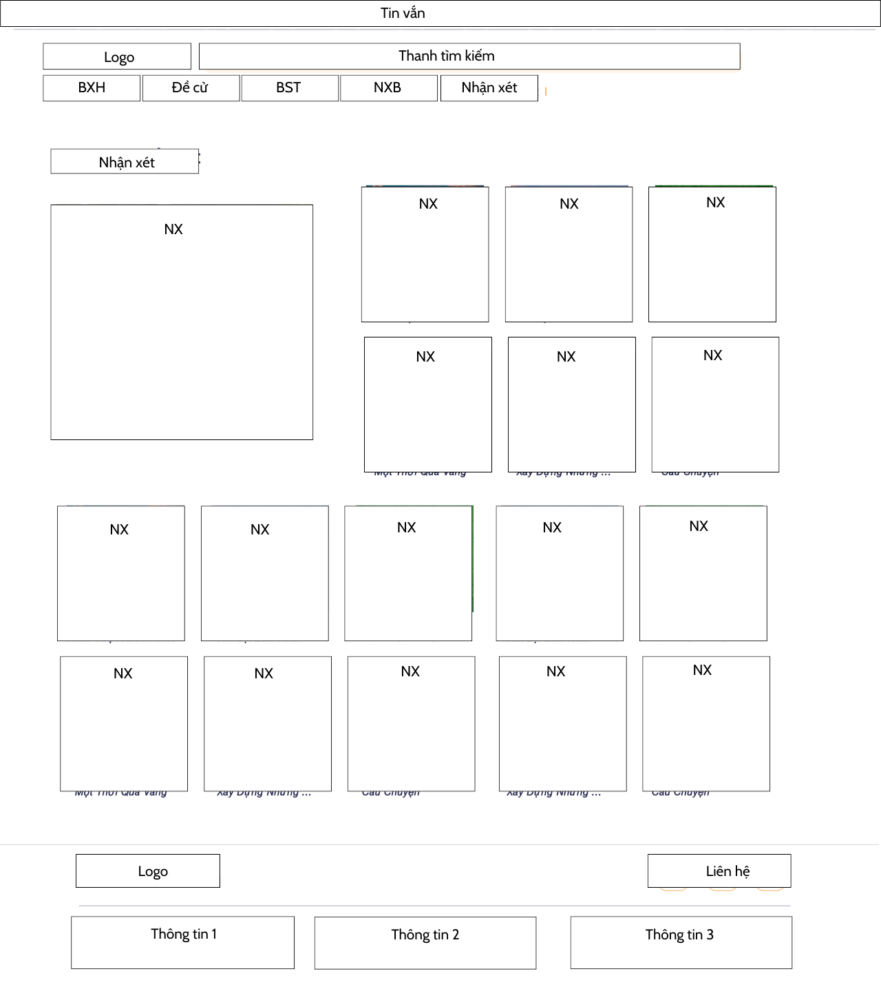 Tin vắn
Logo
Thanh tìm kiếm
BXH
Đề cử
BST
NXB
Nhận xét
Nhận xét
NX
NX
NX
NX
NX
NX
NX
Một Thời Quá Vãng
Xây Dựng Những ...
Câu Chuyện
NX
NX
NX
NX
NX
NX
NX
NX
NX
NX
Một Thời Quá Vãng
Xây Dựng Những ...
Câu Chuyện
Xây Dựng Những ...
Câu Chuyện
Logo
Liên hệ
Thông tin 1
Thông tin 2
Thông tin 3